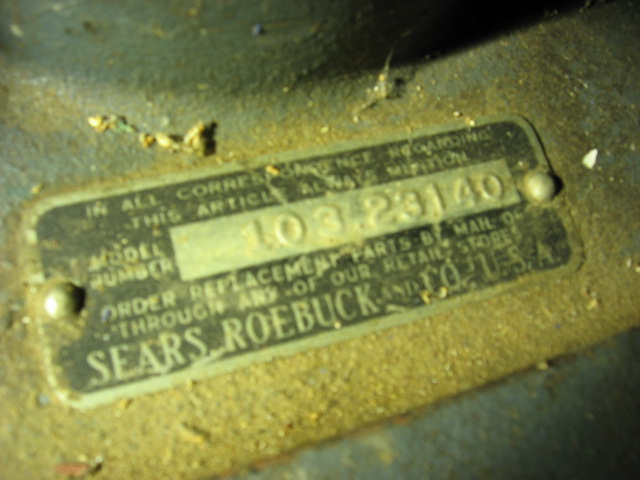 IN ALL CORRESPONDENCE REGARDING
THIS ARTICLE ALWAYS MENTION
MODEL
NUMBER 103.23140
ORDER REPLACEMENT PARTS BY MAIL OR
THROUGH ANY OF OUR RETAIL STORES
SEARS, ROEBUCK AND CO. U.S.A.